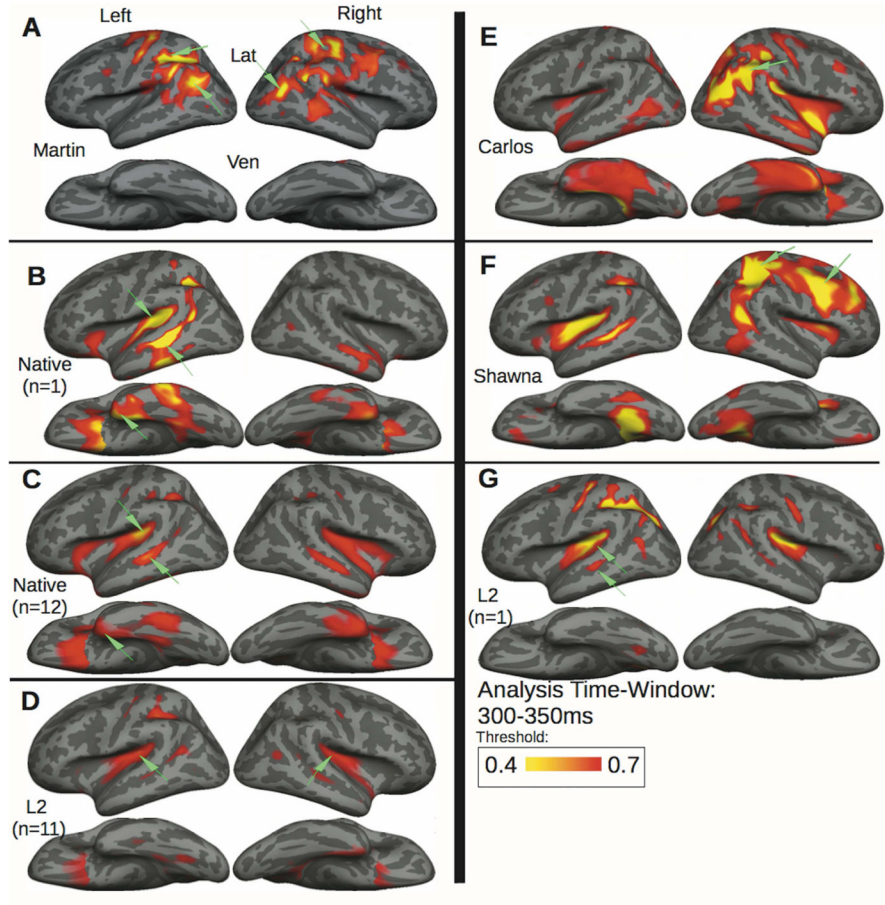 A
Left
Right
Lat
Martin
Ven
B
Native
(n=1)
C
Native
(n=12)
D
L2
(n=11)
E
Carlos
F
Shawna
G
L2
(n=1)
Analysis Time-Window:
300-350ms
Threshold:
0.4 0.7